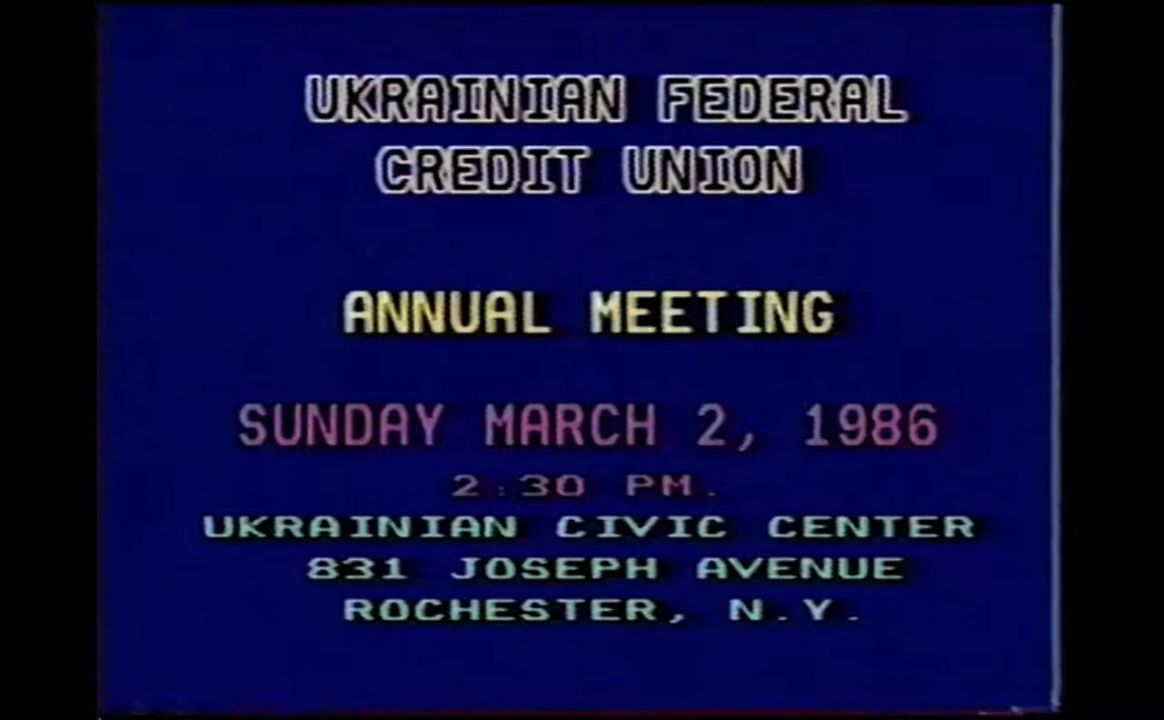 UKRAINIAN FEDERAL
CREDIT UNION
ANNUAL MEETING
SUNDAY MARCH 2, 1986
2:30 PM.
UKRAINIAN CIVIC CENTER
831 JOSEPH AVENUE
ROCHESTER, N.Y.